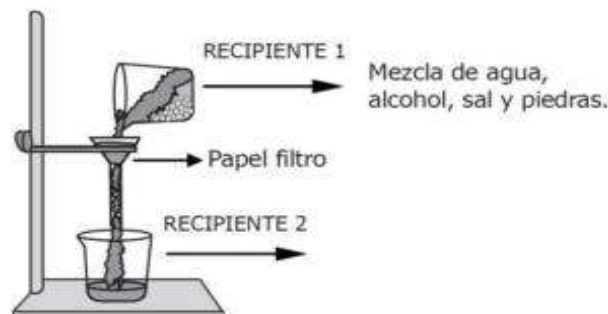 RECIPIENTE 1
Mezcla de agua,
alcohol, sal y piedras.
Papel filtro
RECIPIENTE 2